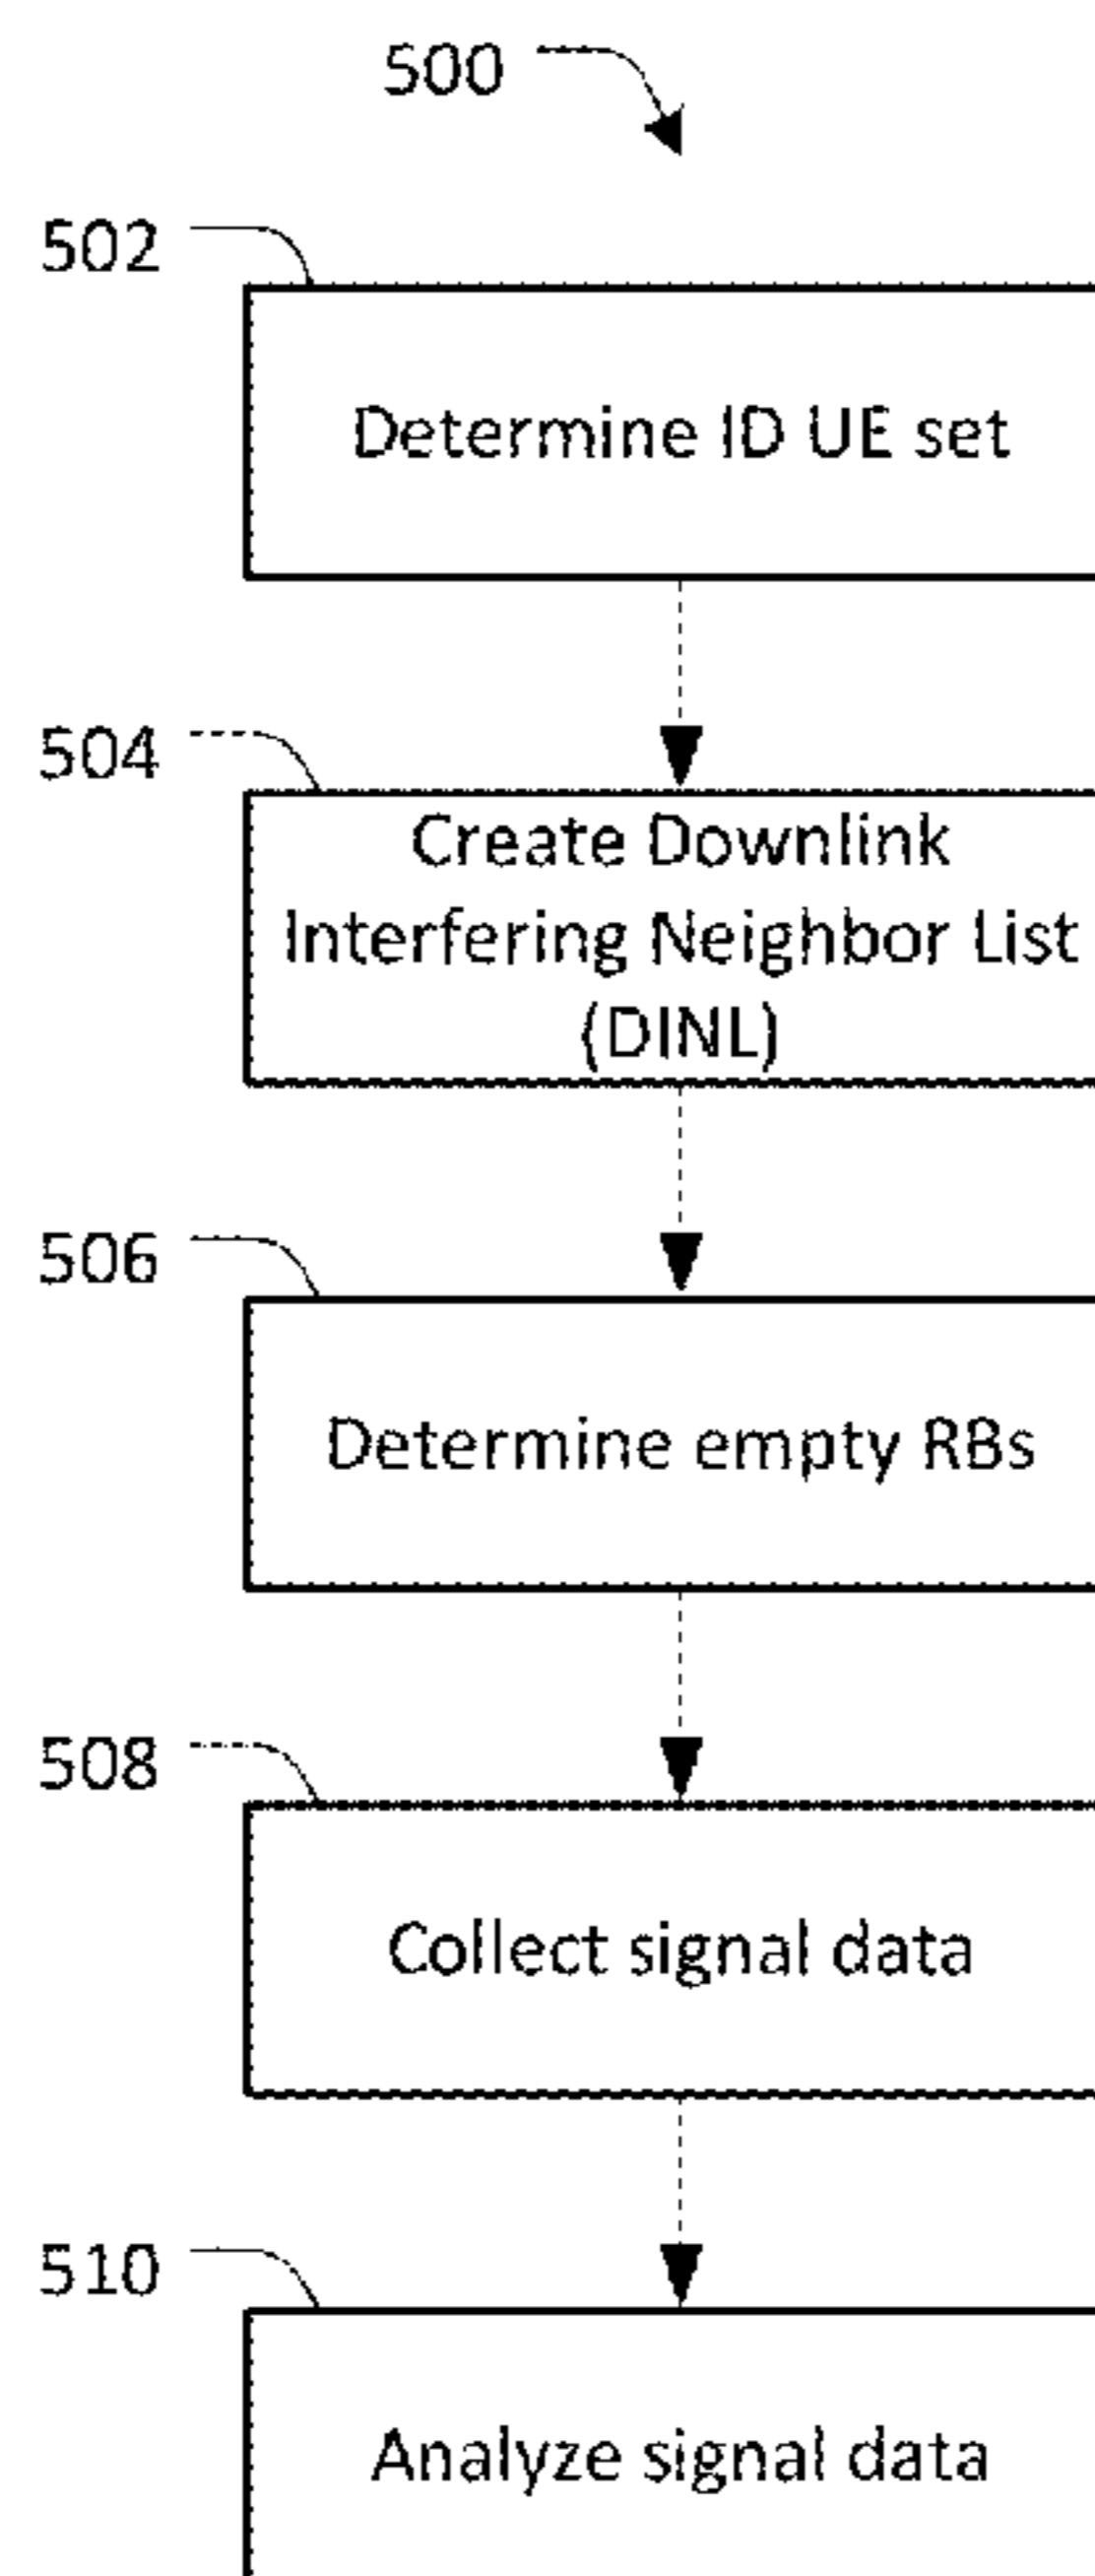 500
502
Determine ID UE set
504
Create Downlink
Interfering Neighbor List
(DINL)
506
Determine empty RBs
508
Collect signal data
510
Analyze signal data